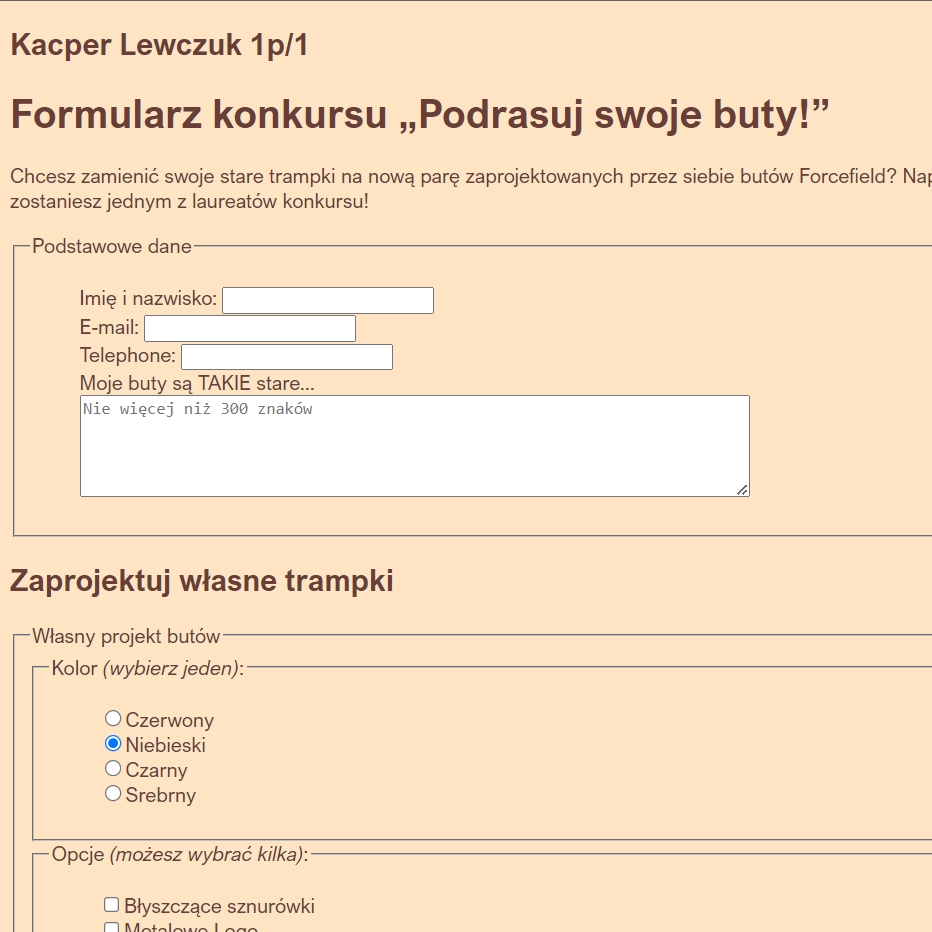 Kacper Lewczuk 1p/1
Formularz konkursu „Podrasuj swoje buty!”
Chcesz zamienić swoje stare trampki na nową parę zaprojektowanych przez siebie butów Forcefield?
zostaniesz jednym z laureatów konkursu!
Podstawowe dane
Imię i nazwisko:
E-mail:
Telephone:
Moje buty są TAKIE stare...
Nie więcej niż 300 znaków
Zaprojektuj własne trampki
Własny projekt butów
Kolor (wybierz jeden):
Czerwony
Niebieski
Czarny
Srebrny
Opcje (możesz wybrać kilka):
Błyszczące sznurówki
Metalowe Logo